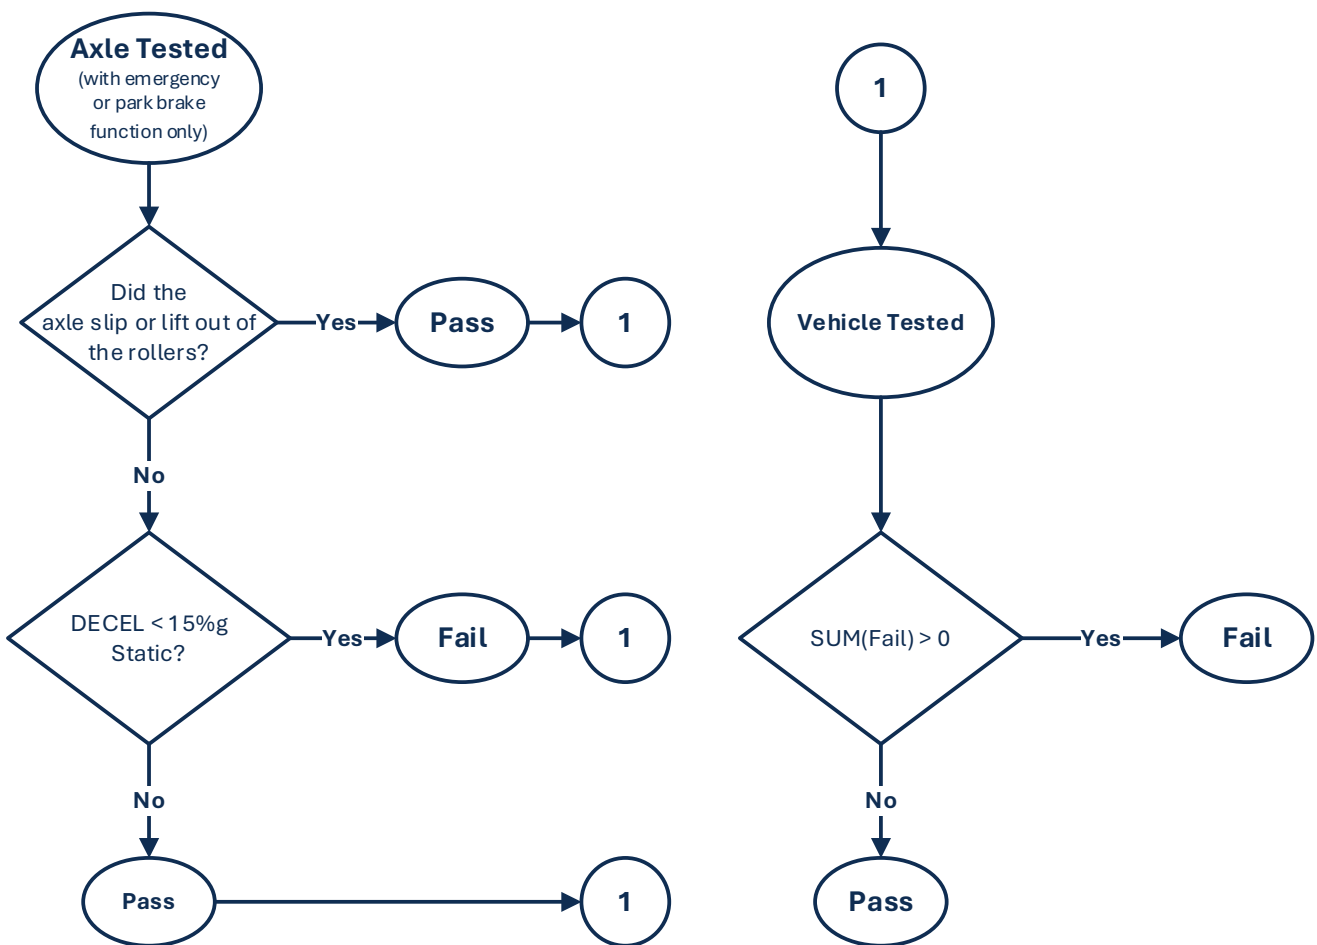 Axle Tested
(with emergency
or park brake
function only)
Did the
axle slip or lift out of
the rollers?
Yes
Pass
1
No
DECEL < 15%g
Static?
Yes
Fail
1
No
Pass
1
1
Vehicle Tested
SUM(Fail) > 0
Yes
Fail
No
Pass